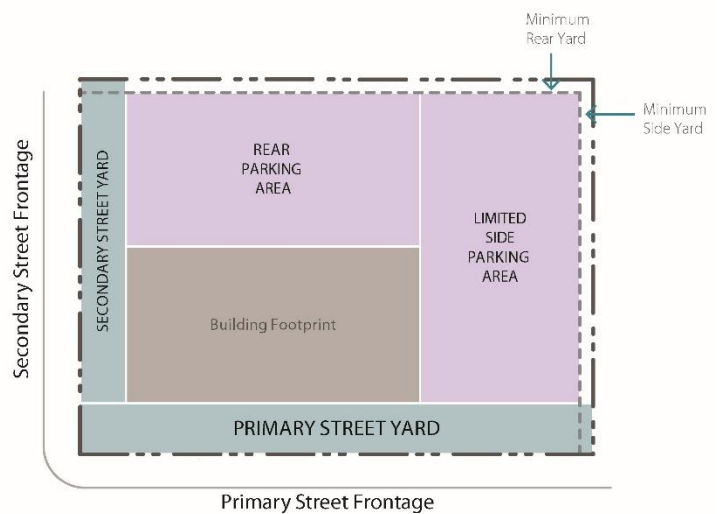 Minimum
Rear Yard
Minimum
Side Yard
Secondary Street Frontage
SECONDARY STREET YARD
REAR
PARKING
AREA
LIMITED
SIDE
PARKING
AREA
Building Footprint
PRIMARY STREET YARD
Primary Street Frontage